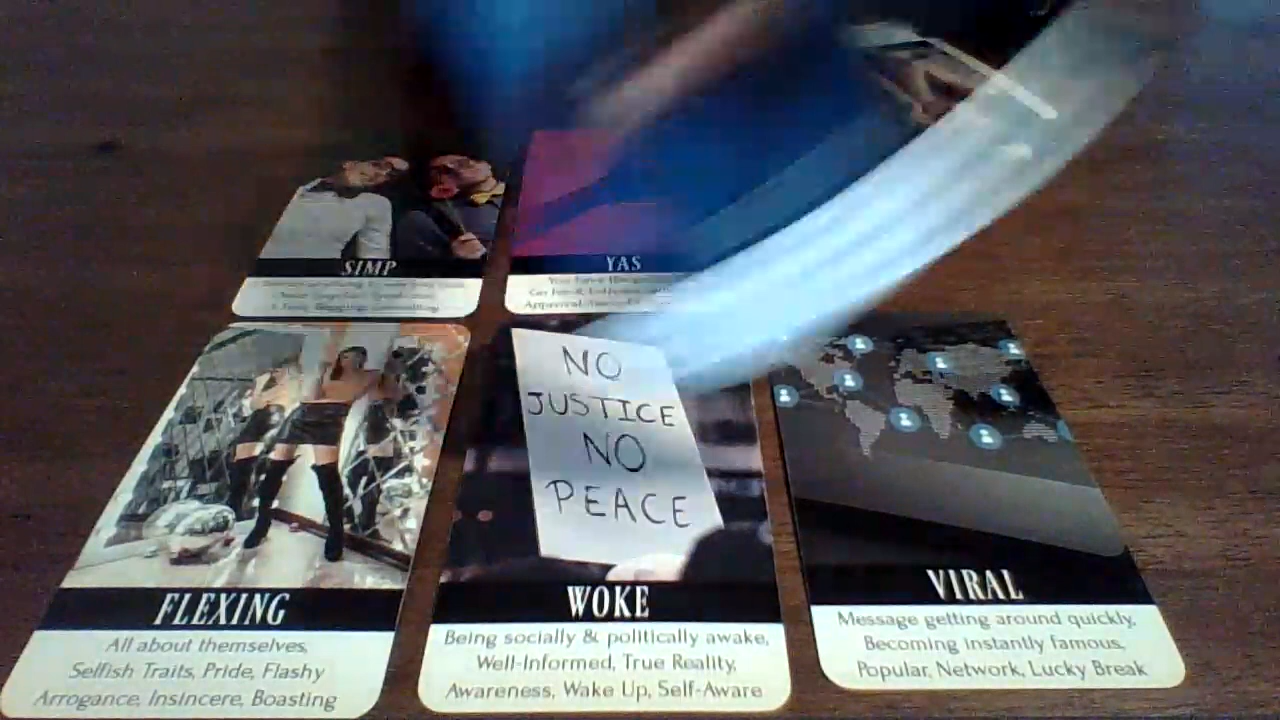 SIMP
YAS
NO
JUSTICE
NO
PEACE
FLEXING
All about themselves,
Selfish Traits, Pride, Flashy
Arrogance, Insincere, Boasting
WOKE
Being socially & politically awake,
Well-Informed, True Reality,
Awareness, Wake Up, Self-Aware
VIRAL
Message getting around quickly,
Becoming instantly famous,
Popular, Network, Lucky Break